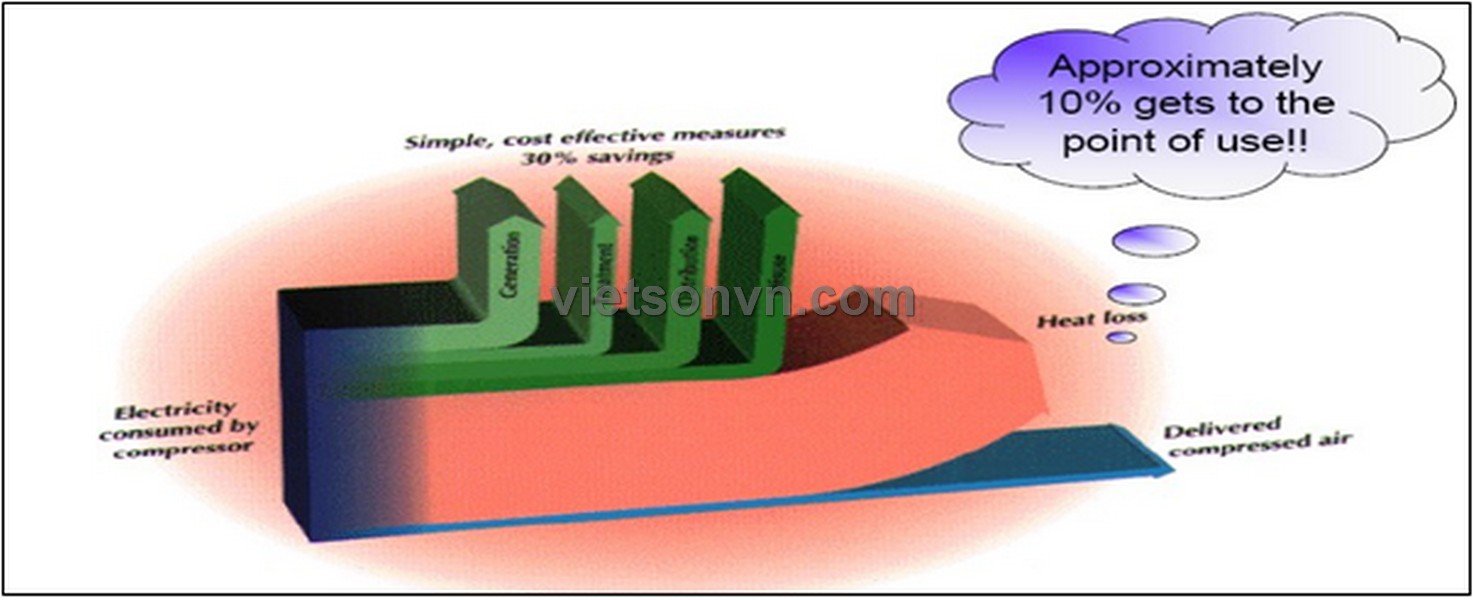 Approximately
10% gets to the
point of use!!
Simple, cost effective measures
30% savings
Generation
vietsonvn.com
Heat loss
Electricity
consumed by
compressor
Delivered
compressed air